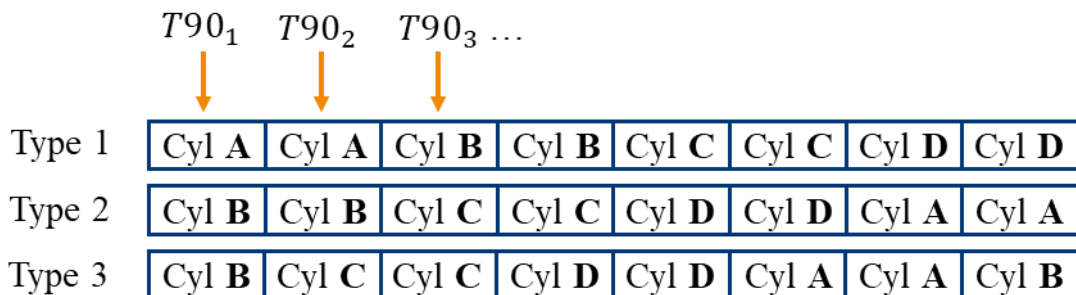 T90₁ T90₂ T90₃ ...
Type 1 Cyl A Cyl A Cyl B Cyl B Cyl C Cyl C Cyl D Cyl D
Type 2 Cyl B Cyl B Cyl C Cyl C Cyl D Cyl D Cyl A Cyl A
Type 3 Cyl B Cyl C Cyl C Cyl D Cyl D Cyl A Cyl A Cyl B